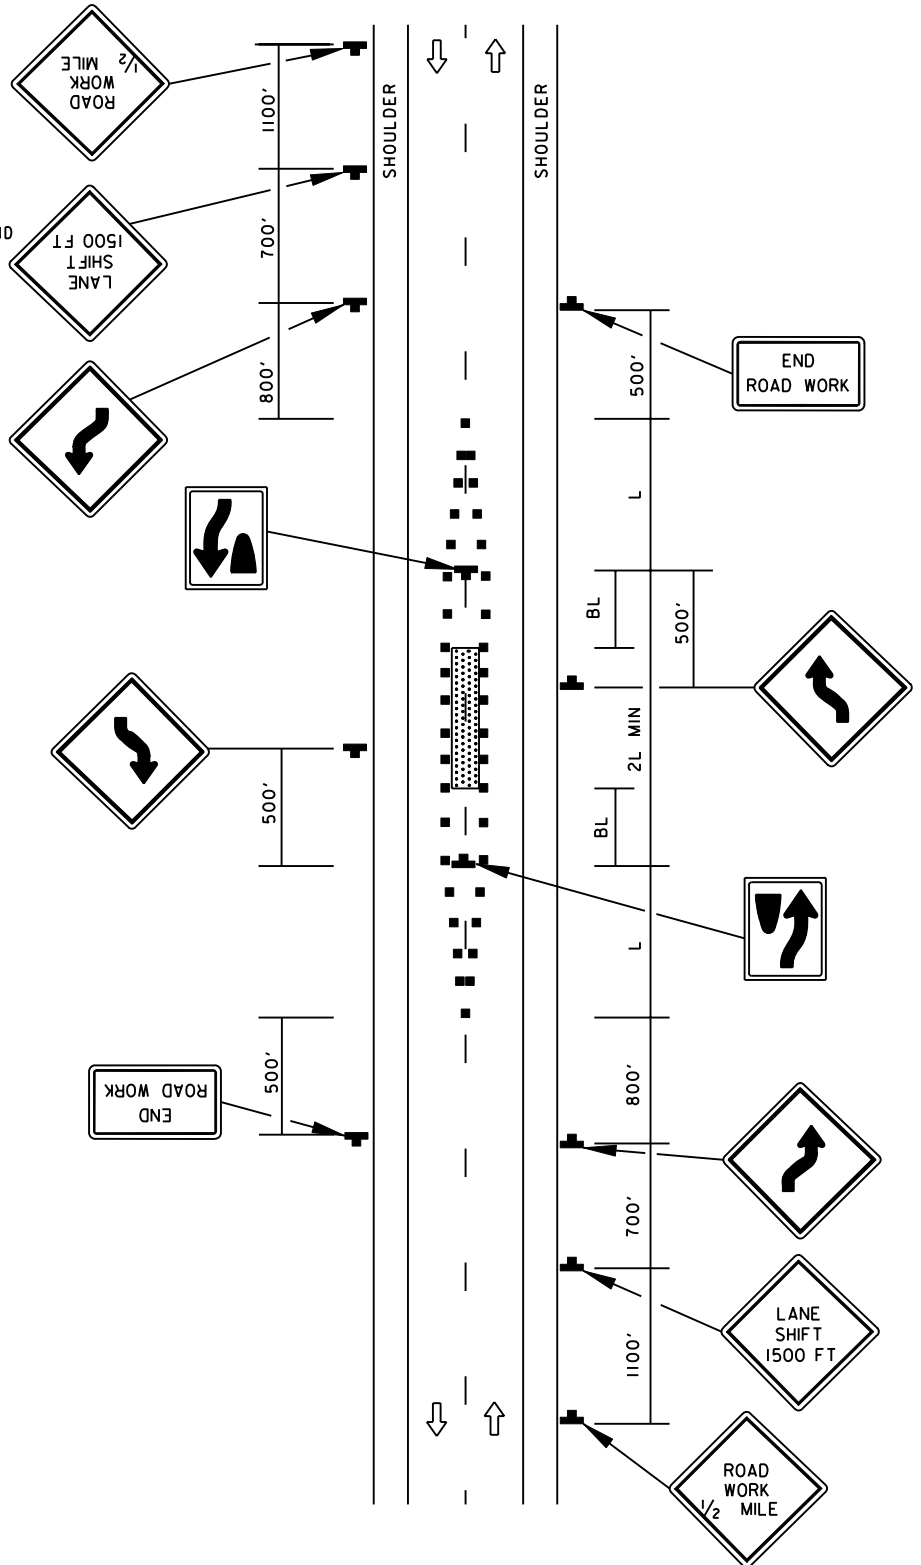 ROAD
WORK
1/2 MILE
1100'
SHOULDER
SHOULDER
LANE
SHIFT
1500 FT
ND
700'
800'
500'
END
ROAD WORK
L
BL
500'
2L MIN
500'
BL
L
500'
END
ROAD WORK
800'
700'
LANE
SHIFT
1500 FT
1100'
ROAD
WORK
1/2 MILE